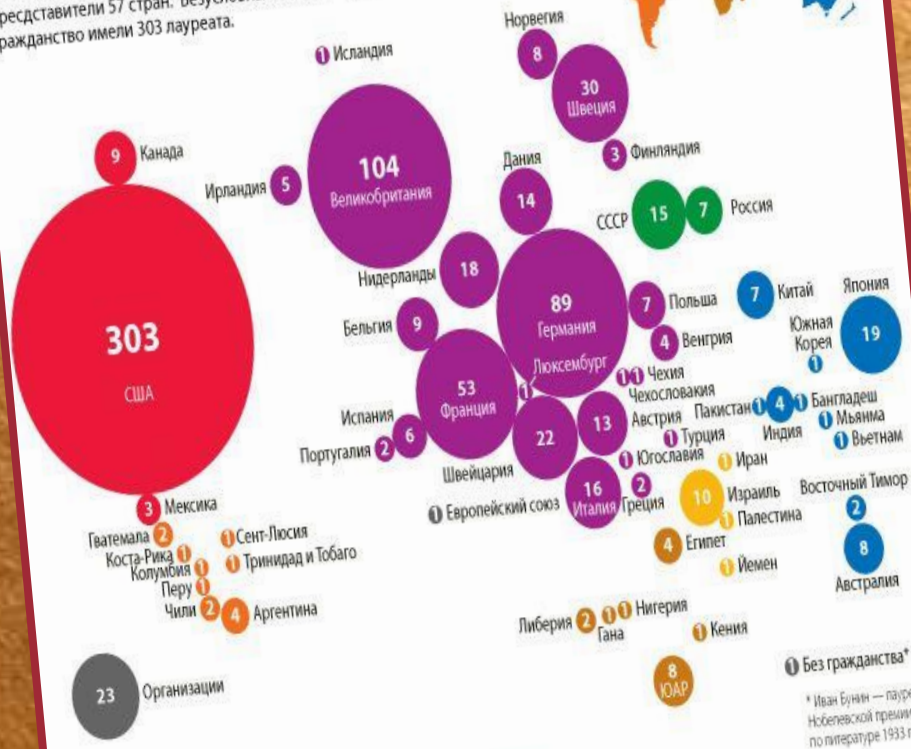 представители 57 стран.
гражданство имели 303 лауреата.
1 Исландия
Норвегия
8
30
Швеция
3 Финляндия
9 Канада
Ирландия 5
104
Великобритания
Дания
14
СССР 15 7 Россия
303
США
Нидерланды 18
Бельгия 9
89
Германия
Люксембург
1
7 Польша
4 Венгрия
7 Китай
Япония
19
Южная
Корея
1
1 1 Чехия
Чехословакия
53
Франция
Испания
6
Португалия 2
22
Швейцария
13
Австрия
1 Турция
1 Югославия
Пакистан 1 4 1 Бангладеш
Индия
1 Мьянма
1 Вьетнам
1 Иран
16
Италия
2
Греция
1 Европейский союз
10 Израиль
1 Палестина
Восточный Тимор
2
8
Австралия
3 Мексика
Гватемала 2
1 Сент-Люсия
Коста-Рика 1
Колумбия 1
1 Тринидад и Тобаго
Перу 1
Чили 2 4 Аргентина
4 Египет
1 Йемен
Либерия 2 1 1 Нигерия
Гана
1 Кения
8
ЮАР
23 Организации
1 Без гражданства*
* Иван Бунин —
Нобелевской
по литературе 1933